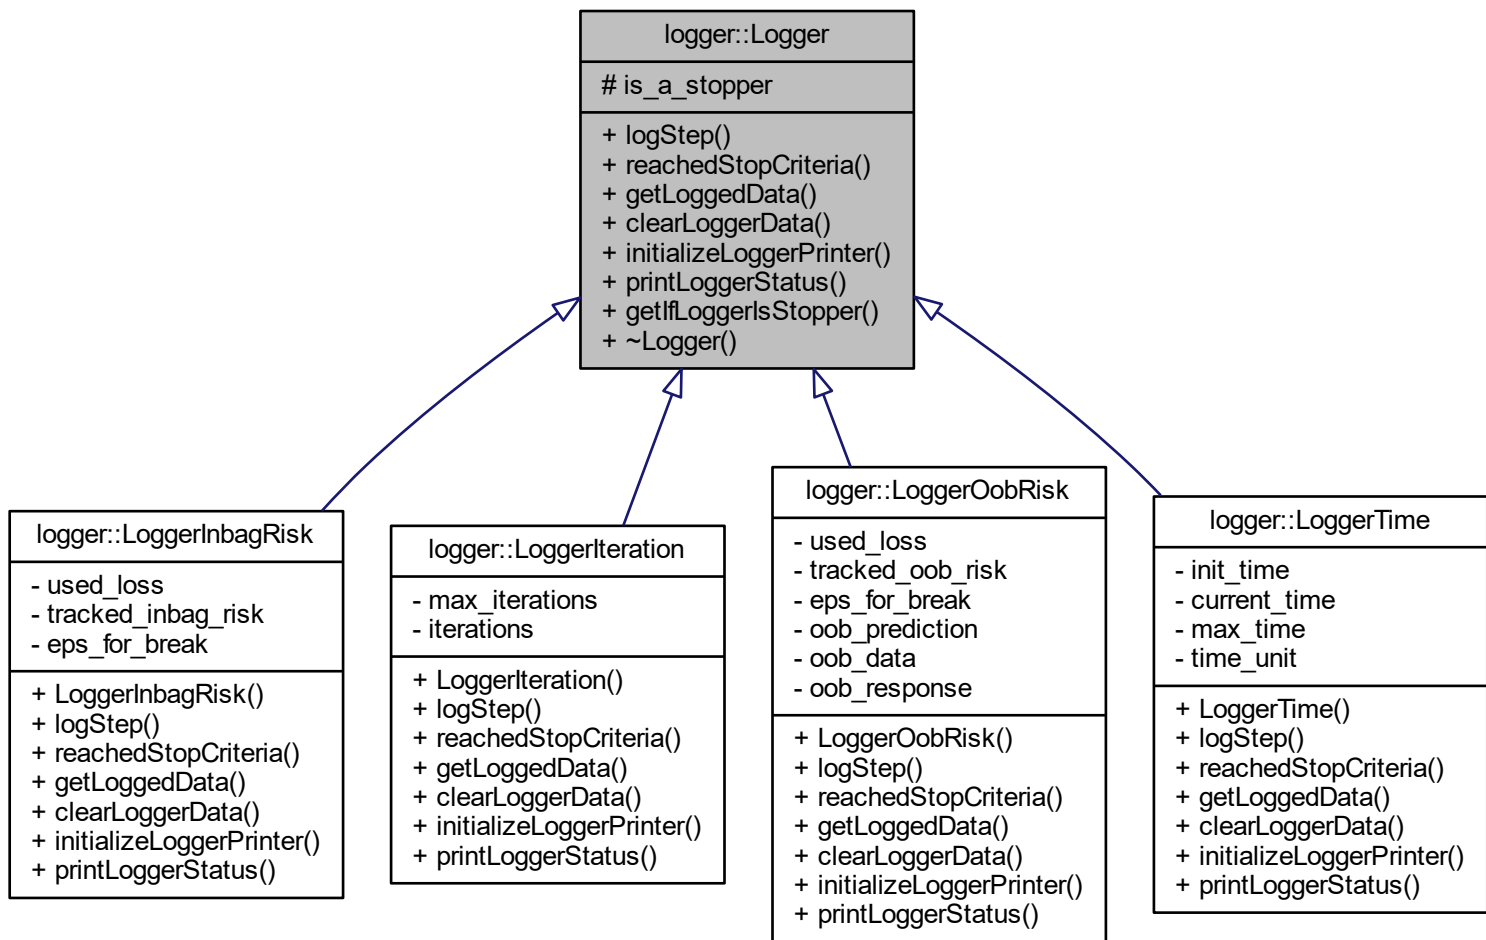 logger::Logger
# is_a_stopper
+ logStep()
+ reachedStopCriteria()
+ getLoggedData()
+ clearLoggerData()
+ initializeLoggerPrinter()
+ printLoggerStatus()
+ getIfLoggerIsStopper()
+ ~Logger()
logger::LoggerInbagRisk
- used_loss
- tracked_inbag_risk
- eps_for_break
+ LoggerInbagRisk()
+ logStep()
+ reachedStopCriteria()
+ getLoggedData()
+ clearLoggerData()
+ initializeLoggerPrinter()
+ printLoggerStatus()
logger::LoggerIteration
- max_iterations
- iterations
+ LoggerIteration()
+ logStep()
+ reachedStopCriteria()
+ getLoggedData()
+ clearLoggerData()
+ initializeLoggerPrinter()
+ printLoggerStatus()
logger::LoggerOobRisk
- used_loss
- tracked_oob_risk
- eps_for_break
- oob_prediction
- oob_data
- oob_response
+ LoggerOobRisk()
+ logStep()
+ reachedStopCriteria()
+ getLoggedData()
+ clearLoggerData()
+ initializeLoggerPrinter()
+ printLoggerStatus()
logger::LoggerTime
- init_time
- current_time
- max_time
- time_unit
+ LoggerTime()
+ logStep()
+ reachedStopCriteria()
+ getLoggedData()
+ clearLoggerData()
+ initializeLoggerPrinter()
+ printLoggerStatus()